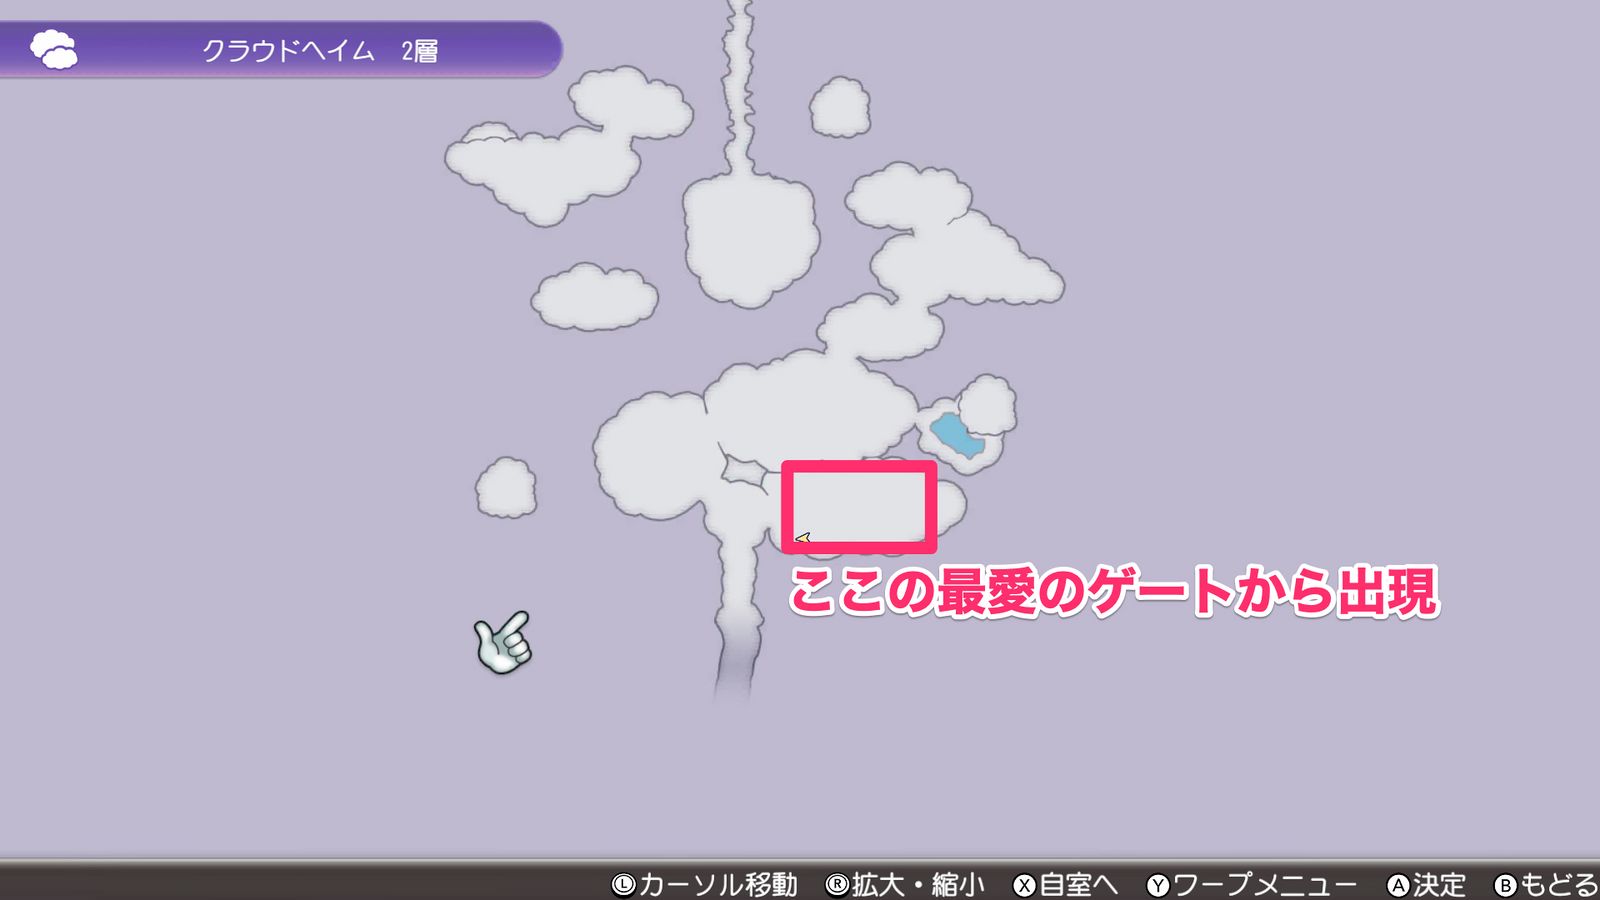 クラウドヘイム 2層
ここの最愛のゲートから出現
Ⓛカーソル移動 Ⓡ拡大・縮小 Ⓧ自室へ Ⓨワープメニュー Ⓐ決定 Ⓑもどる